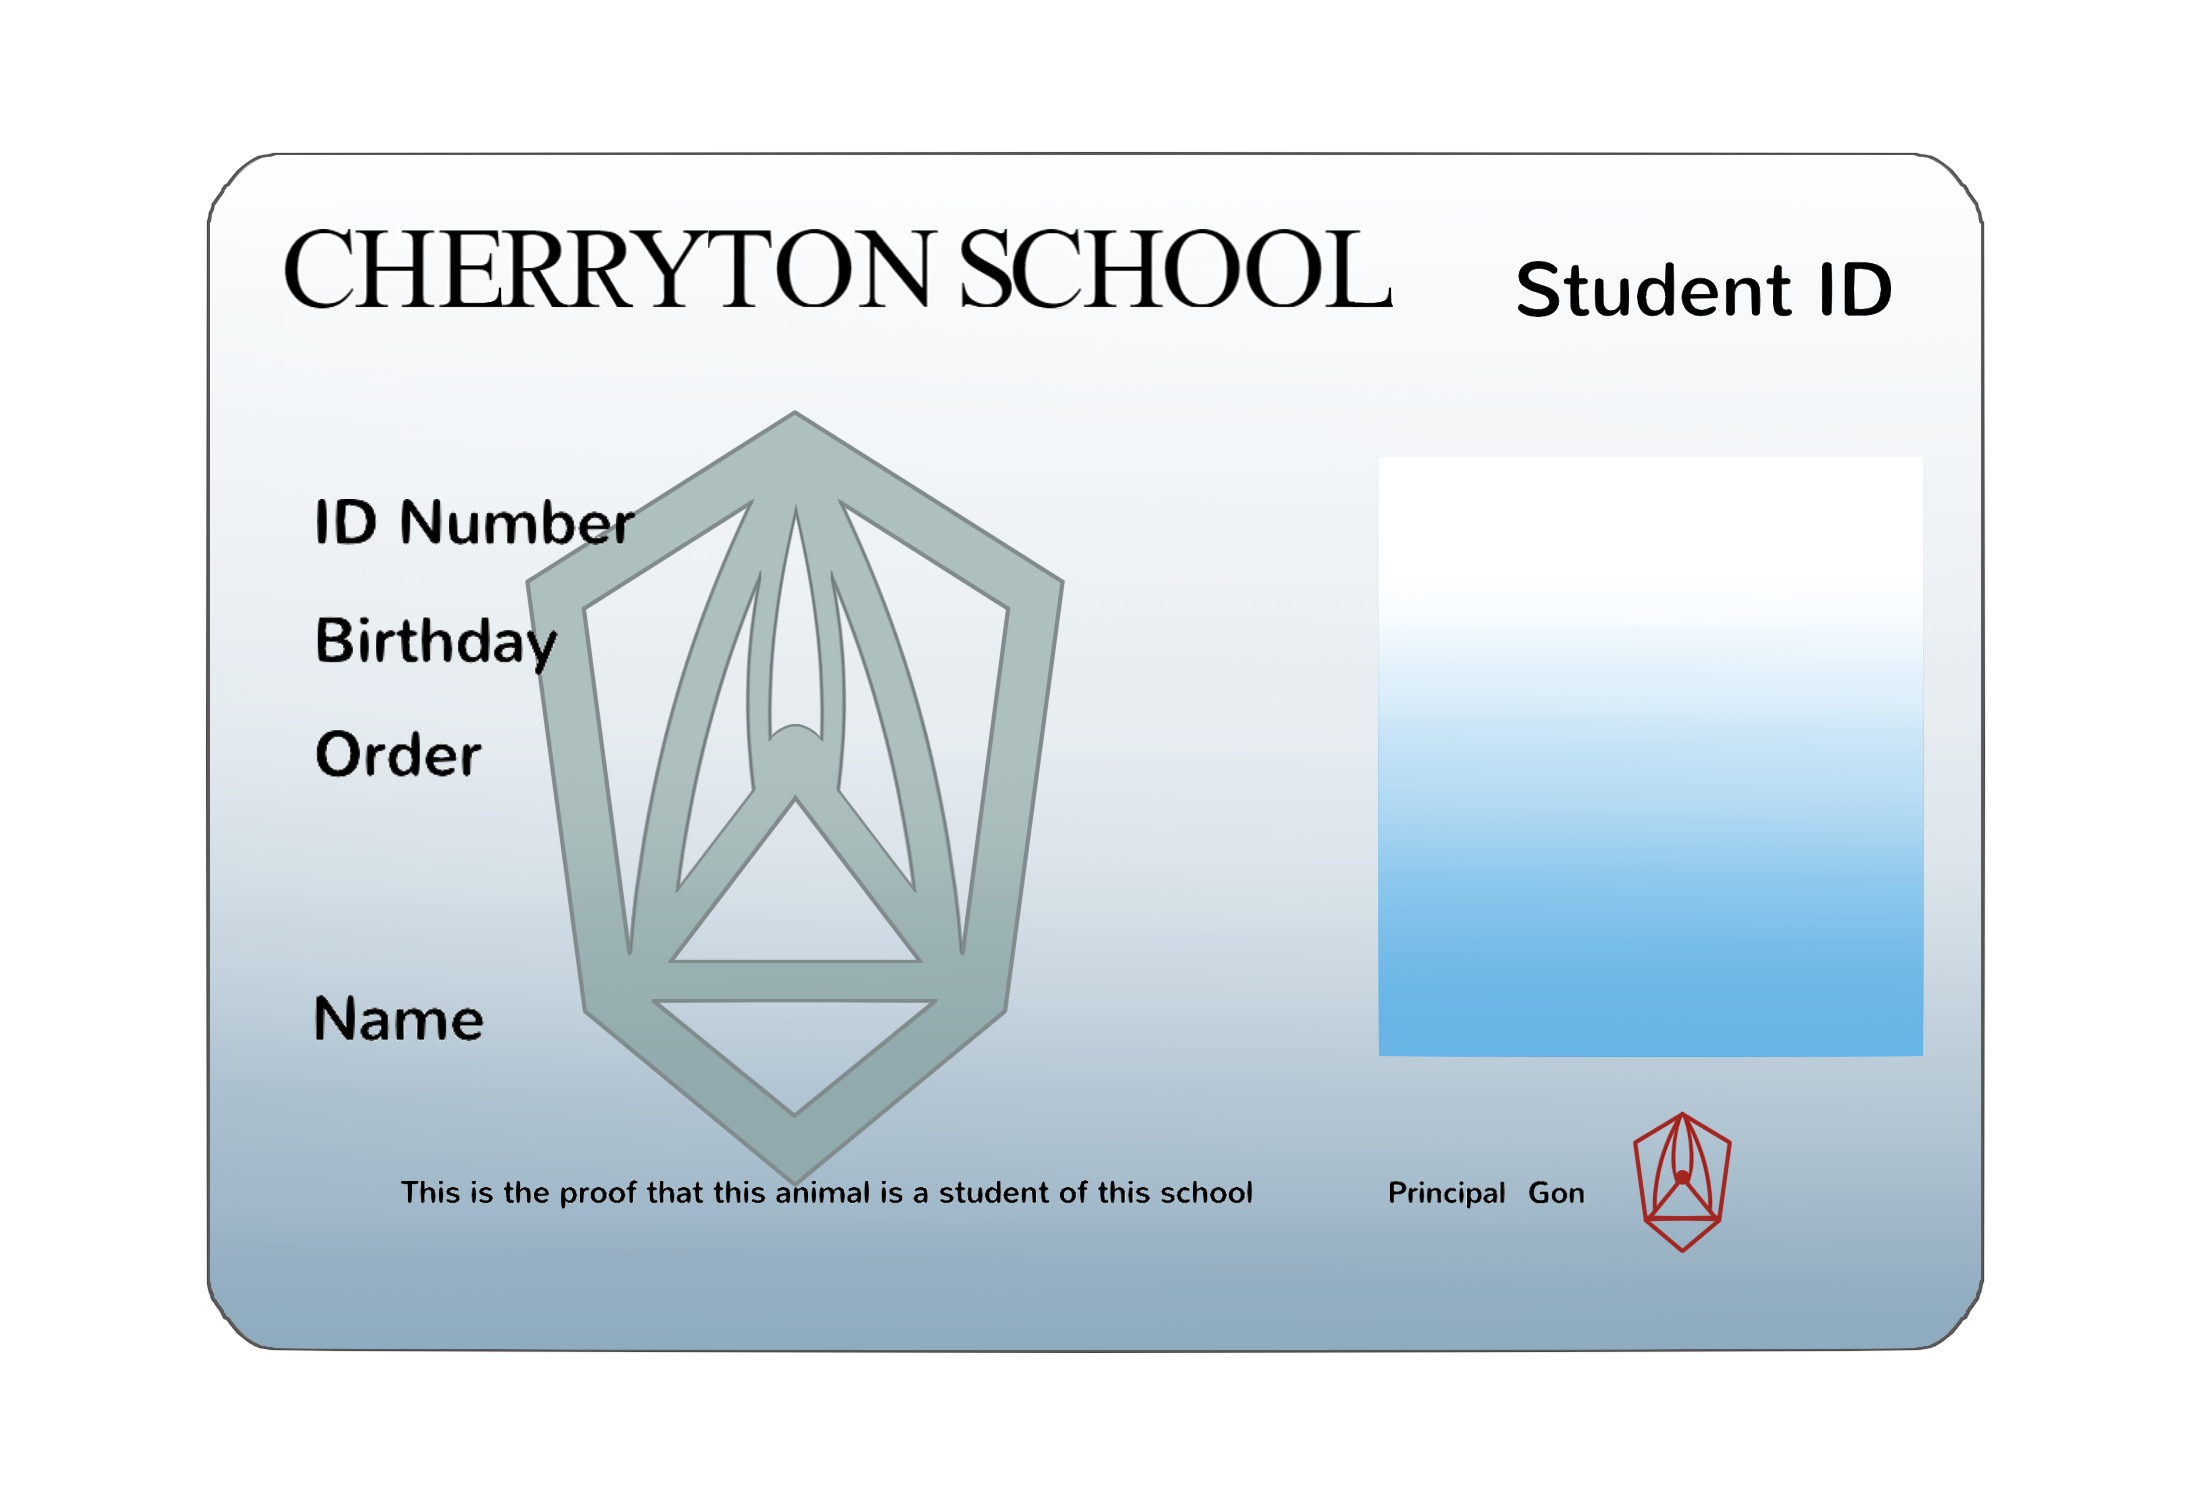 CHERRYTON SCHOOL
Student ID
ID Number
Birthday
Order
Name
This is the proof that this animal is a student of this school
Principal Gon